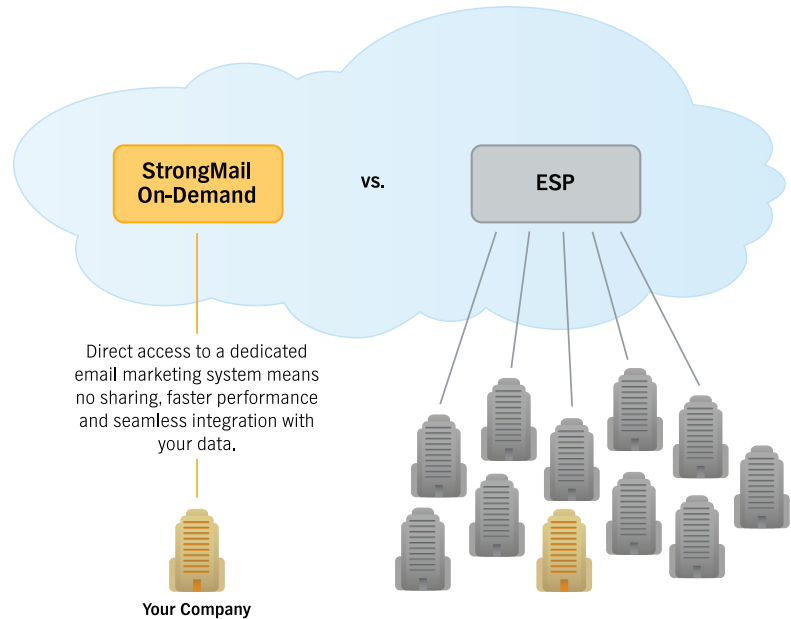 StrongMail
On-Demand
vs.
ESP
Direct access to a dedicated
email marketing system means
no sharing, faster performance
and seamless integration with
your data.
Your Company